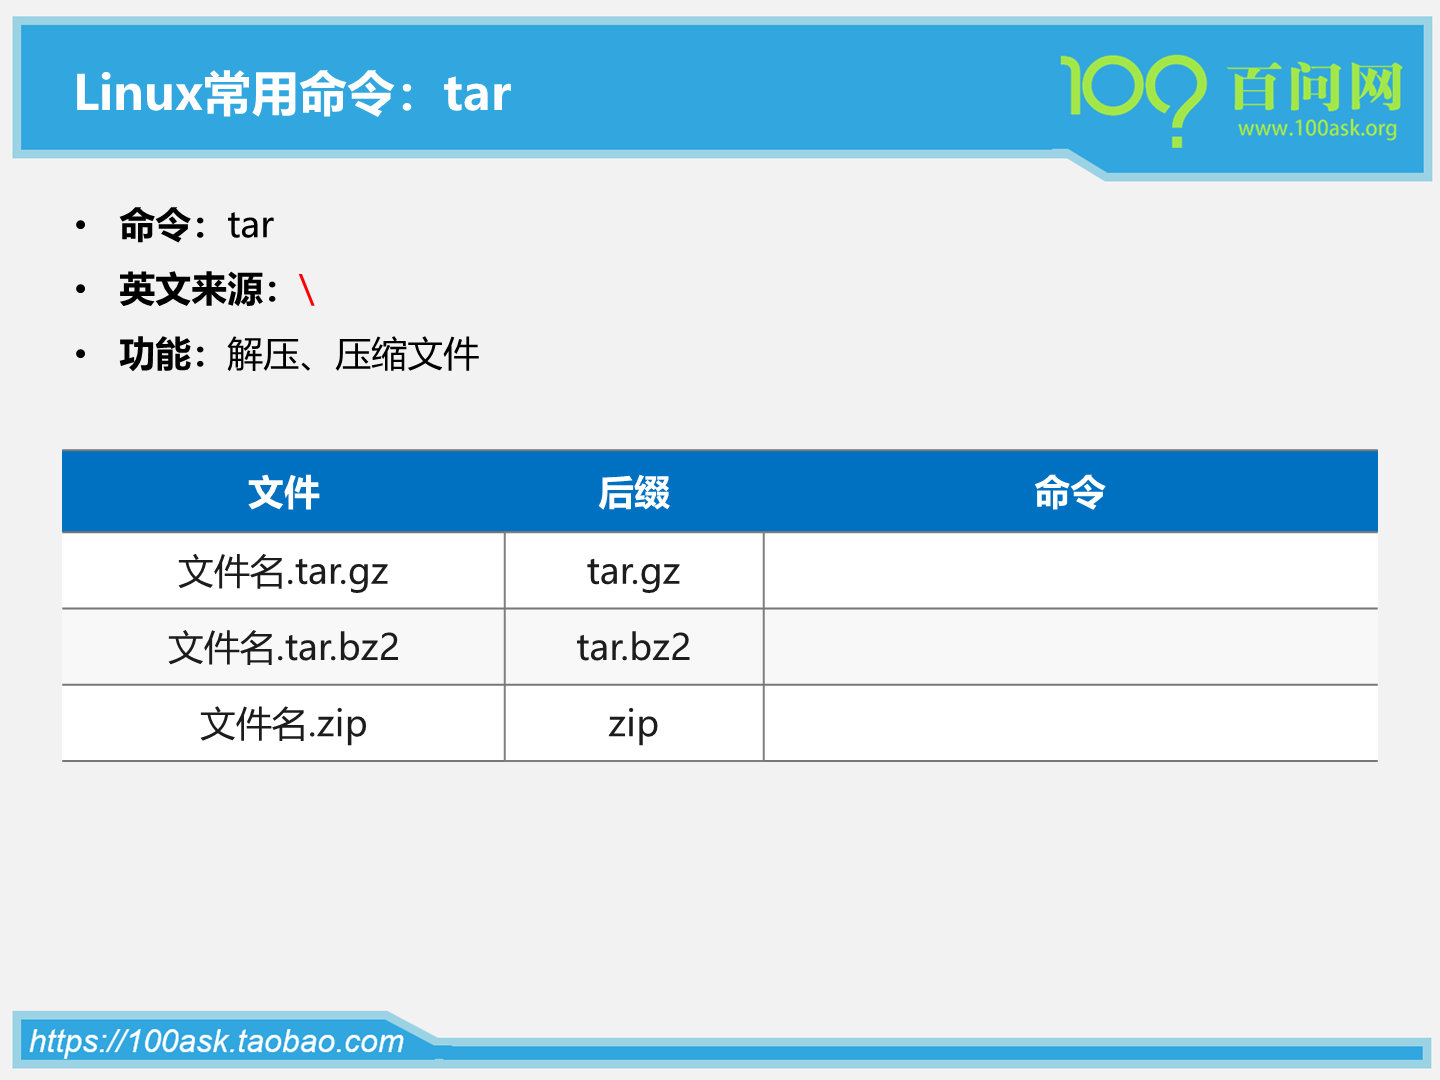 Linux常用命令：tar
100? 百问网
www.100ask.org
• 命令：tar
• 英文来源：\
• 功能：解压、压缩文件
文件 后缀 命令
文件名.tar.gz tar.gz
文件名.tar.bz2 tar.bz2
文件名.zip zip
https://100ask.taobao.com